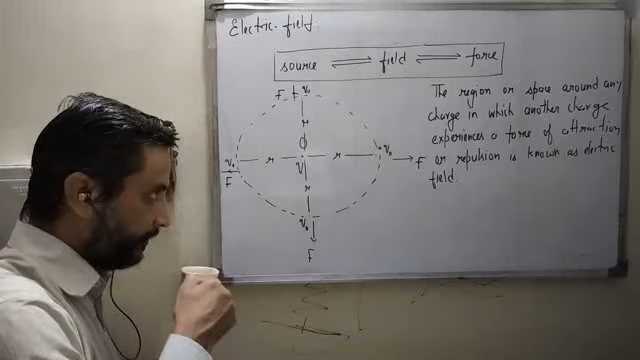 Electric field.
source ⇌ field ⇌ force
The region or space around any
charge in which another charge
experiences a force of attraction
or repulsion is known as electric
field.
F q₀
r
q₀ r r q₀ F
F q
r
q₀
F